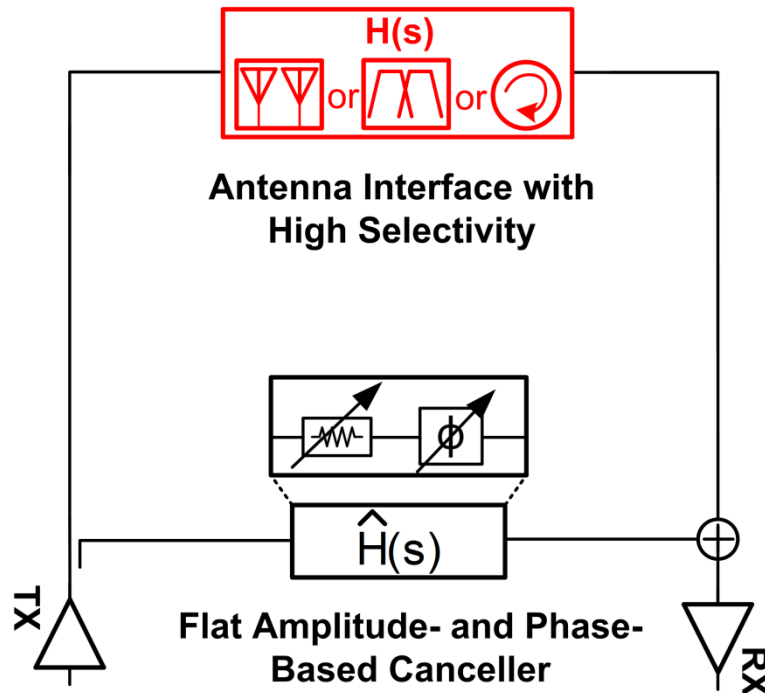 H(s)
or or
Antenna Interface with
High Selectivity
ϕ
Ĥ(s)
TX
Flat Amplitude- and Phase-
Based Canceller
RX